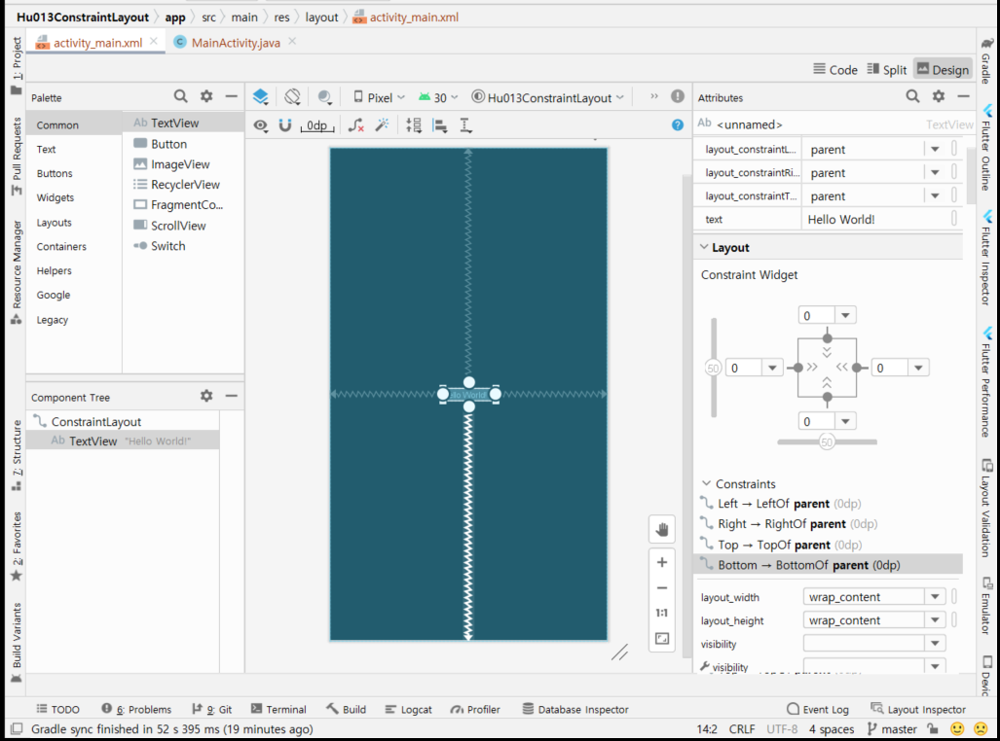 Hu013ConstraintLayout app src main res layout activity_main.xml
activity_main.xml MainActivity.java
Code Split Design
Palette
Pixel 30 Hu013ConstraintLayout
Attributes
0dp
Ab <unnamed> TextView
Common
Text
Buttons
Widgets
Layouts
Containers
Helpers
Google
Legacy
Ab TextView
Button
ImageView
RecyclerView
FragmentCo...
ScrollView
Switch
Component Tree
ConstraintLayout
Ab TextView "Hello World!"
Hello World!
layout_constraintL... parent
layout_constraintRi... parent
layout_constraintT... parent
text Hello World!
Layout
Constraint Widget
0
50 0 0
0
50
Constraints
Left → LeftOf parent (0dp)
Right → RightOf parent (0dp)
Top → TopOf parent (0dp)
Bottom → BottomOf parent (0dp)
layout_width wrap_content
layout_height wrap_content
visibility
visibility
1:1
1: Project
Pull Requests
Resource Manager
7: Structure
2: Favorites
Build Variants
Gradle
Flutter Outline
Flutter Inspector
Flutter Performance
Layout Validation
Emulator
TODO 6: Problems 9: Git Terminal Build Logcat Profiler Database Inspector Event Log Layout Inspector
Gradle sync finished in 52 s 395 ms (19 minutes ago) 14:2 CRLF UTF-8 4 spaces master